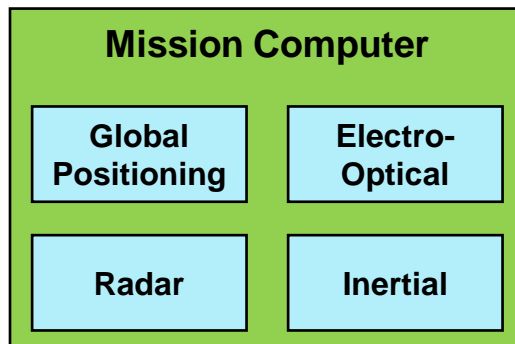 Mission Computer
Global
Positioning
Electro-
Optical
Radar
Inertial